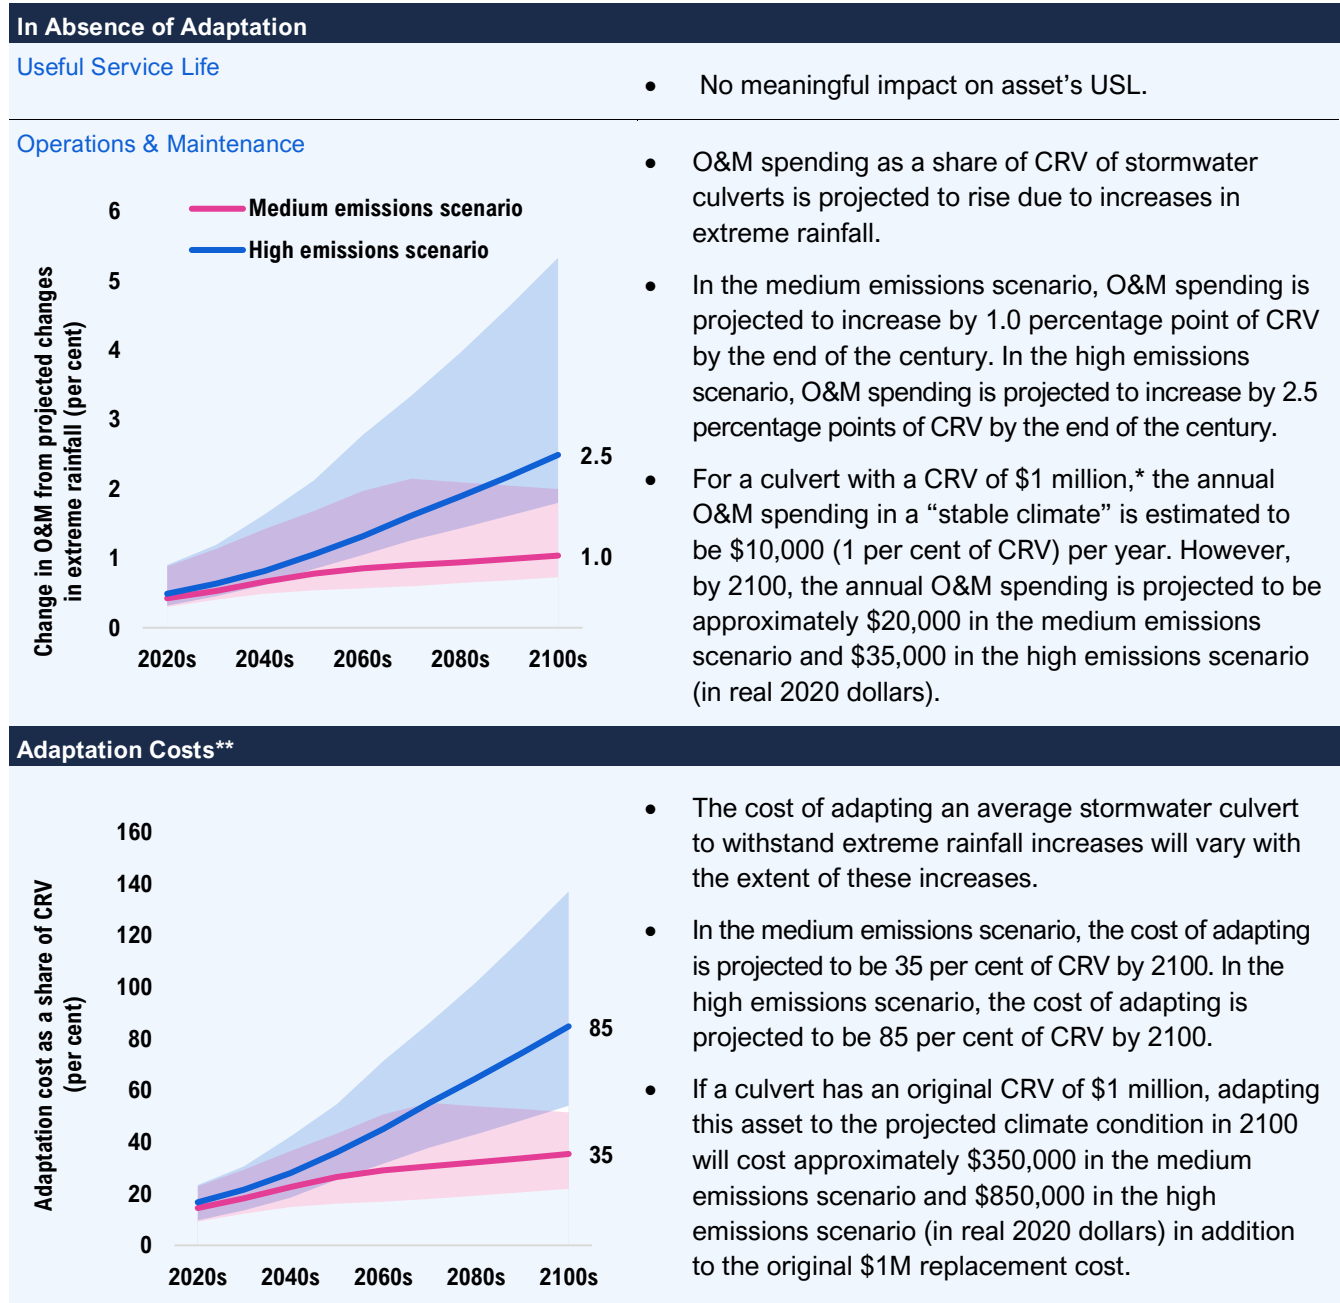 In Absence of Adaptation
Useful Service Life
• No meaningful impact on asset's USL.
Operations & Maintenance
Change in O&M from projected changes
in extreme rainfall (per cent)
6
5
4
3
2
1
0
Medium emissions scenario
High emissions scenario
2.5
1.0
2020s 2040s 2060s 2080s 2100s
• O&M spending as a share of CRV of stormwater
culverts is projected to rise due to increases in
extreme rainfall.
• In the medium emissions scenario, O&M spending is
projected to increase by 1.0 percentage point of CRV
by the end of the century. In the high emissions
scenario, O&M spending is projected to increase by 2.5
percentage points of CRV by the end of the century.
• For a culvert with a CRV of $1 million,* the annual
O&M spending in a “stable climate” is estimated to
be $10,000 (1 per cent of CRV) per year. However,
by 2100, the annual O&M spending is projected to be
approximately $20,000 in the medium emissions
scenario and $35,000 in the high emissions scenario
(in real 2020 dollars).
Adaptation Costs**
Adaptation cost as a share of CRV
(per cent)
160
140
120
100
80
60
40
20
0
85
35
2020s 2040s 2060s 2080s 2100s
• The cost of adapting an average stormwater culvert
to withstand extreme rainfall increases will vary with
the extent of these increases.
• In the medium emissions scenario, the cost of adapting
is projected to be 35 per cent of CRV by 2100. In the
high emissions scenario, the cost of adapting is
projected to be 85 per cent of CRV by 2100.
• If a culvert has an original CRV of $1 million, adapting
this asset to the projected climate condition in 2100
will cost approximately $350,000 in the medium
emissions scenario and $850,000 in the high
emissions scenario (in real 2020 dollars) in addition
to the original $1M replacement cost.